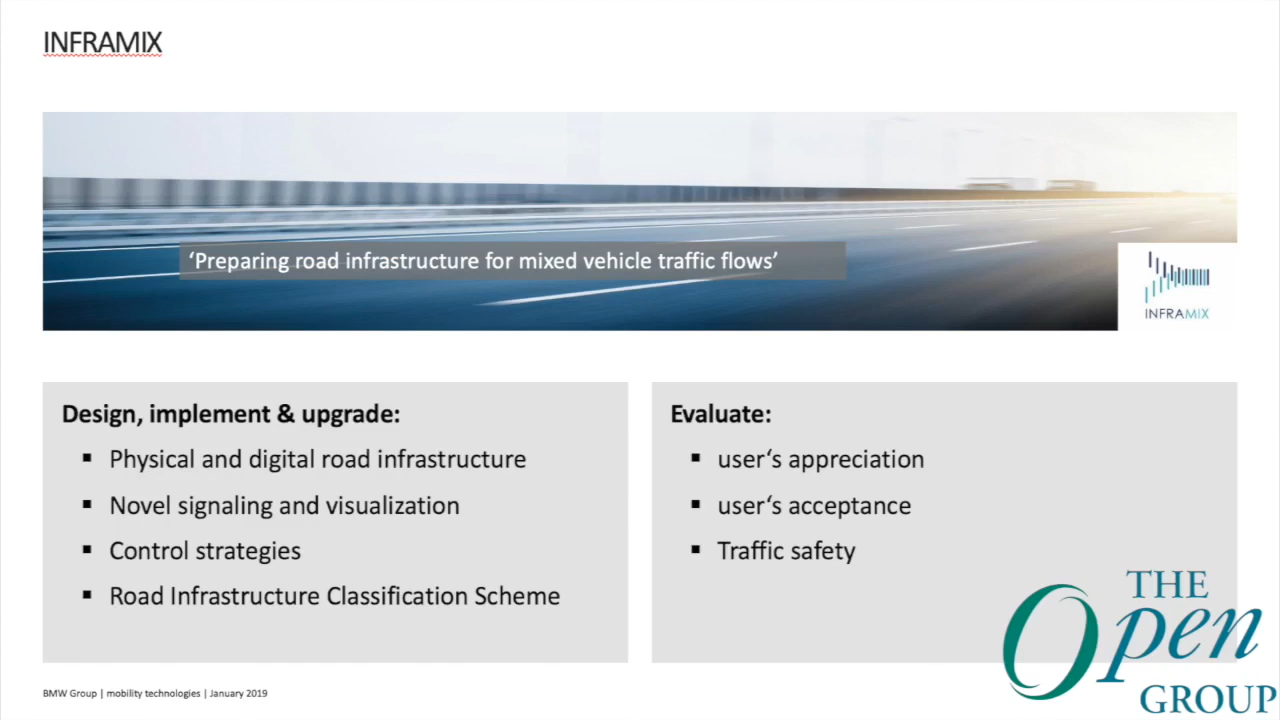 INFRAMIX
‘Preparing road infrastructure for mixed vehicle traffic flows’
INFRAMIX
Design, implement & upgrade:
▪ Physical and digital road infrastructure
▪ Novel signaling and visualization
▪ Control strategies
▪ Road Infrastructure Classification Scheme
Evaluate:
▪ user‘s appreciation
▪ user‘s acceptance
▪ Traffic safety
BMW Group | mobility technologies | January 2019
THE
Open
GROUP